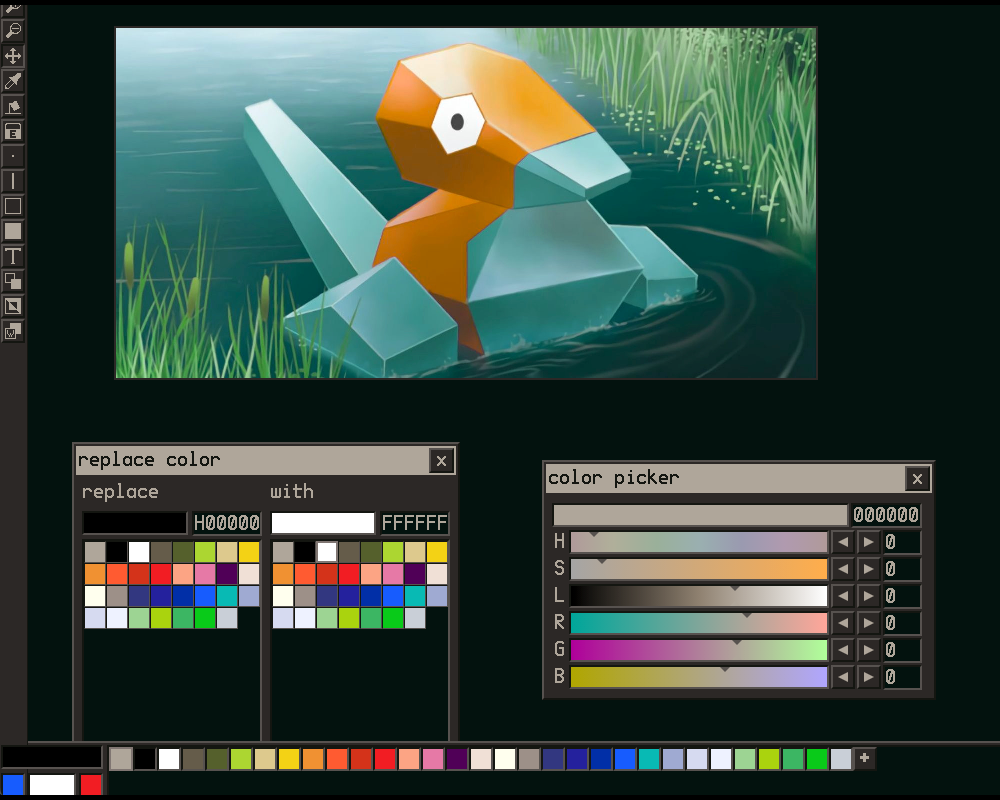 T
replace color x
replace with
H00000 FFFFFF
color picker x
000000
H 0
S 0
L 0
R 0
G 0
B 0
+